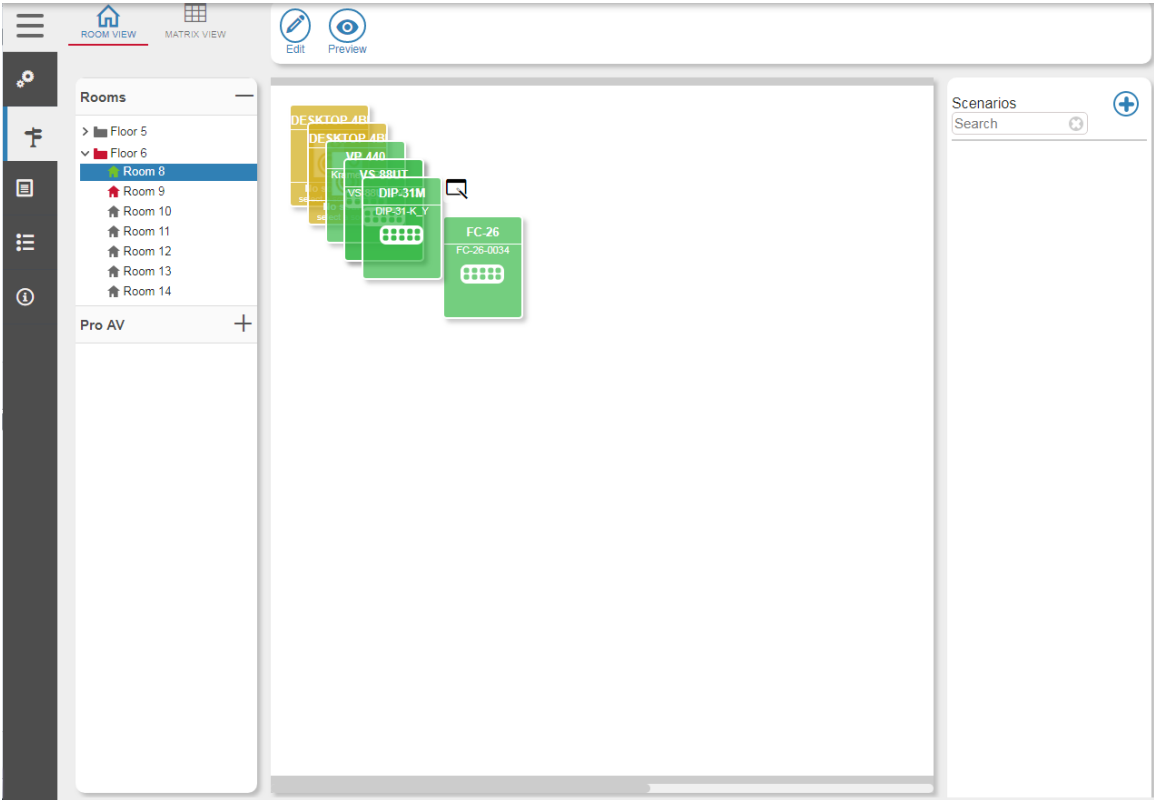 ROOM VIEW
MATRIX VIEW
Edit
Preview
Rooms
Floor 5
Floor 6
Room 8
Room 9
Room 10
Room 11
Room 12
Room 13
Room 14
Pro AV
DESKTOP 4B
DESKTOP 4B
VP-440
VS-88UT
DIP-31M
DIP-31-K_Y
FC-26
FC-26-0034
Scenarios
Search